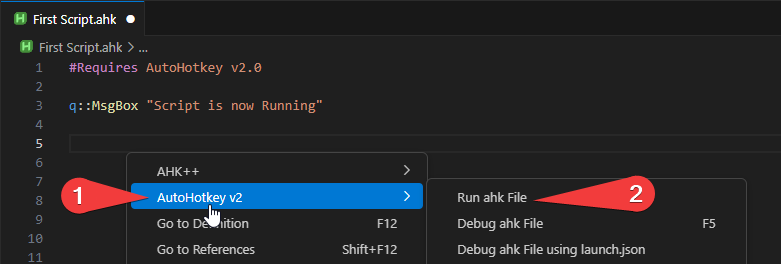 First Script.ahk
First Script.ahk > ...
1 #Requires AutoHotkey v2.0
2
3 q::MsgBox "Script is now Running"
4
5
6
7
8
9
10
11
AHK++ >
1 AutoHotkey v2 >
Go to Definition F12
Go to References Shift+F12
Run ahk File 2
Debug ahk File F5
Debug ahk File using launch.json